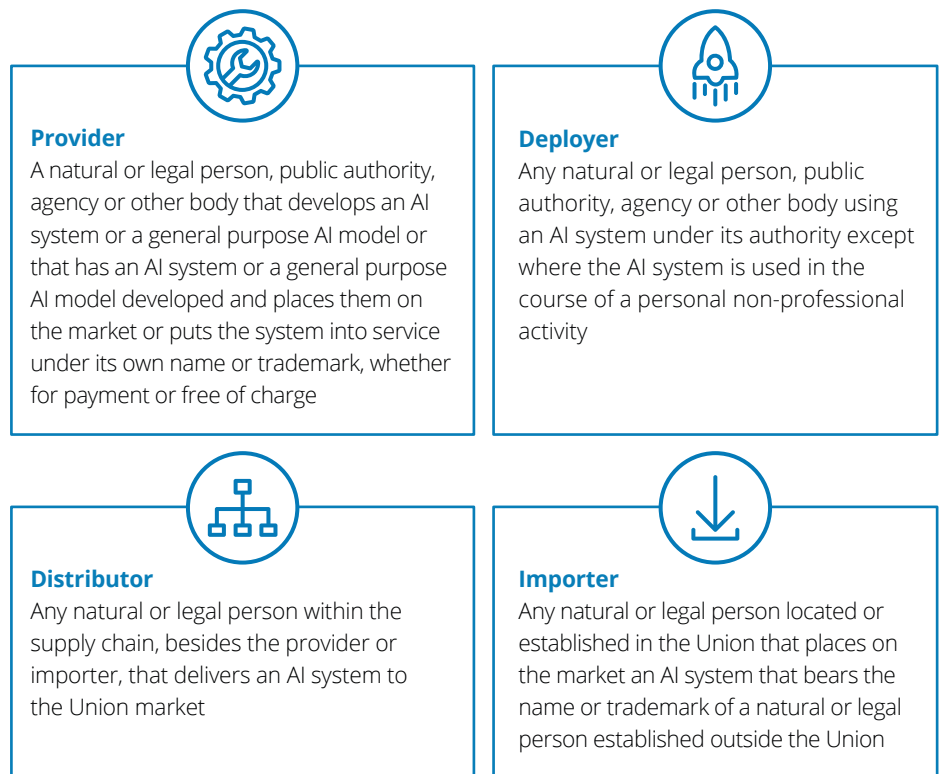 Provider
A natural or legal person, public authority,
agency or other body that develops an AI
system or a general purpose AI model or
that has an AI system or a general purpose
AI model developed and places them on
the market or puts the system into service
under its own name or trademark, whether
for payment or free of charge
Deployer
Any natural or legal person, public
authority, agency or other body using
an AI system under its authority except
where the AI system is used in the
course of a personal non-professional
activity
Distributor
Any natural or legal person within the
supply chain, besides the provider or
importer, that delivers an AI system to
the Union market
Importer
Any natural or legal person located or
established in the Union that places on
the market an AI system that bears the
name or trademark of a natural or legal
person established outside the Union